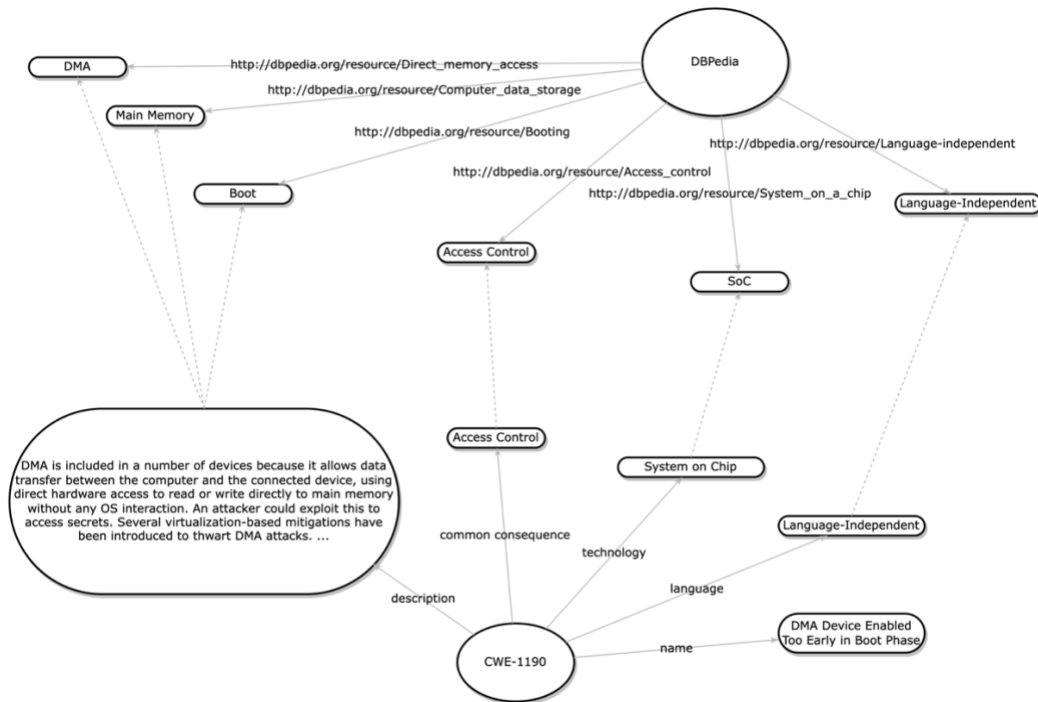 DBPedia
DMA
http://dbpedia.org/resource/Direct_memory_access
http://dbpedia.org/resource/Computer_data_storage
Main Memory
http://dbpedia.org/resource/Booting
http://dbpedia.org/resource/Language-independent
http://dbpedia.org/resource/Access_control
http://dbpedia.org/resource/System_on_a_chip
Boot
Language-Independent
Access Control
SoC
Access Control
System on Chip
DMA is included in a number of devices because it allows data
transfer between the computer and the connected device, using
direct hardware access to read or write directly to main memory
without any OS interaction. An attacker could exploit this to
access secrets. Several virtualization-based mitigations have
been introduced to thwart DMA attacks. ...
Language-Independent
common consequence
technology
language
description
DMA Device Enabled
Too Early in Boot Phase
name
CWE-1190